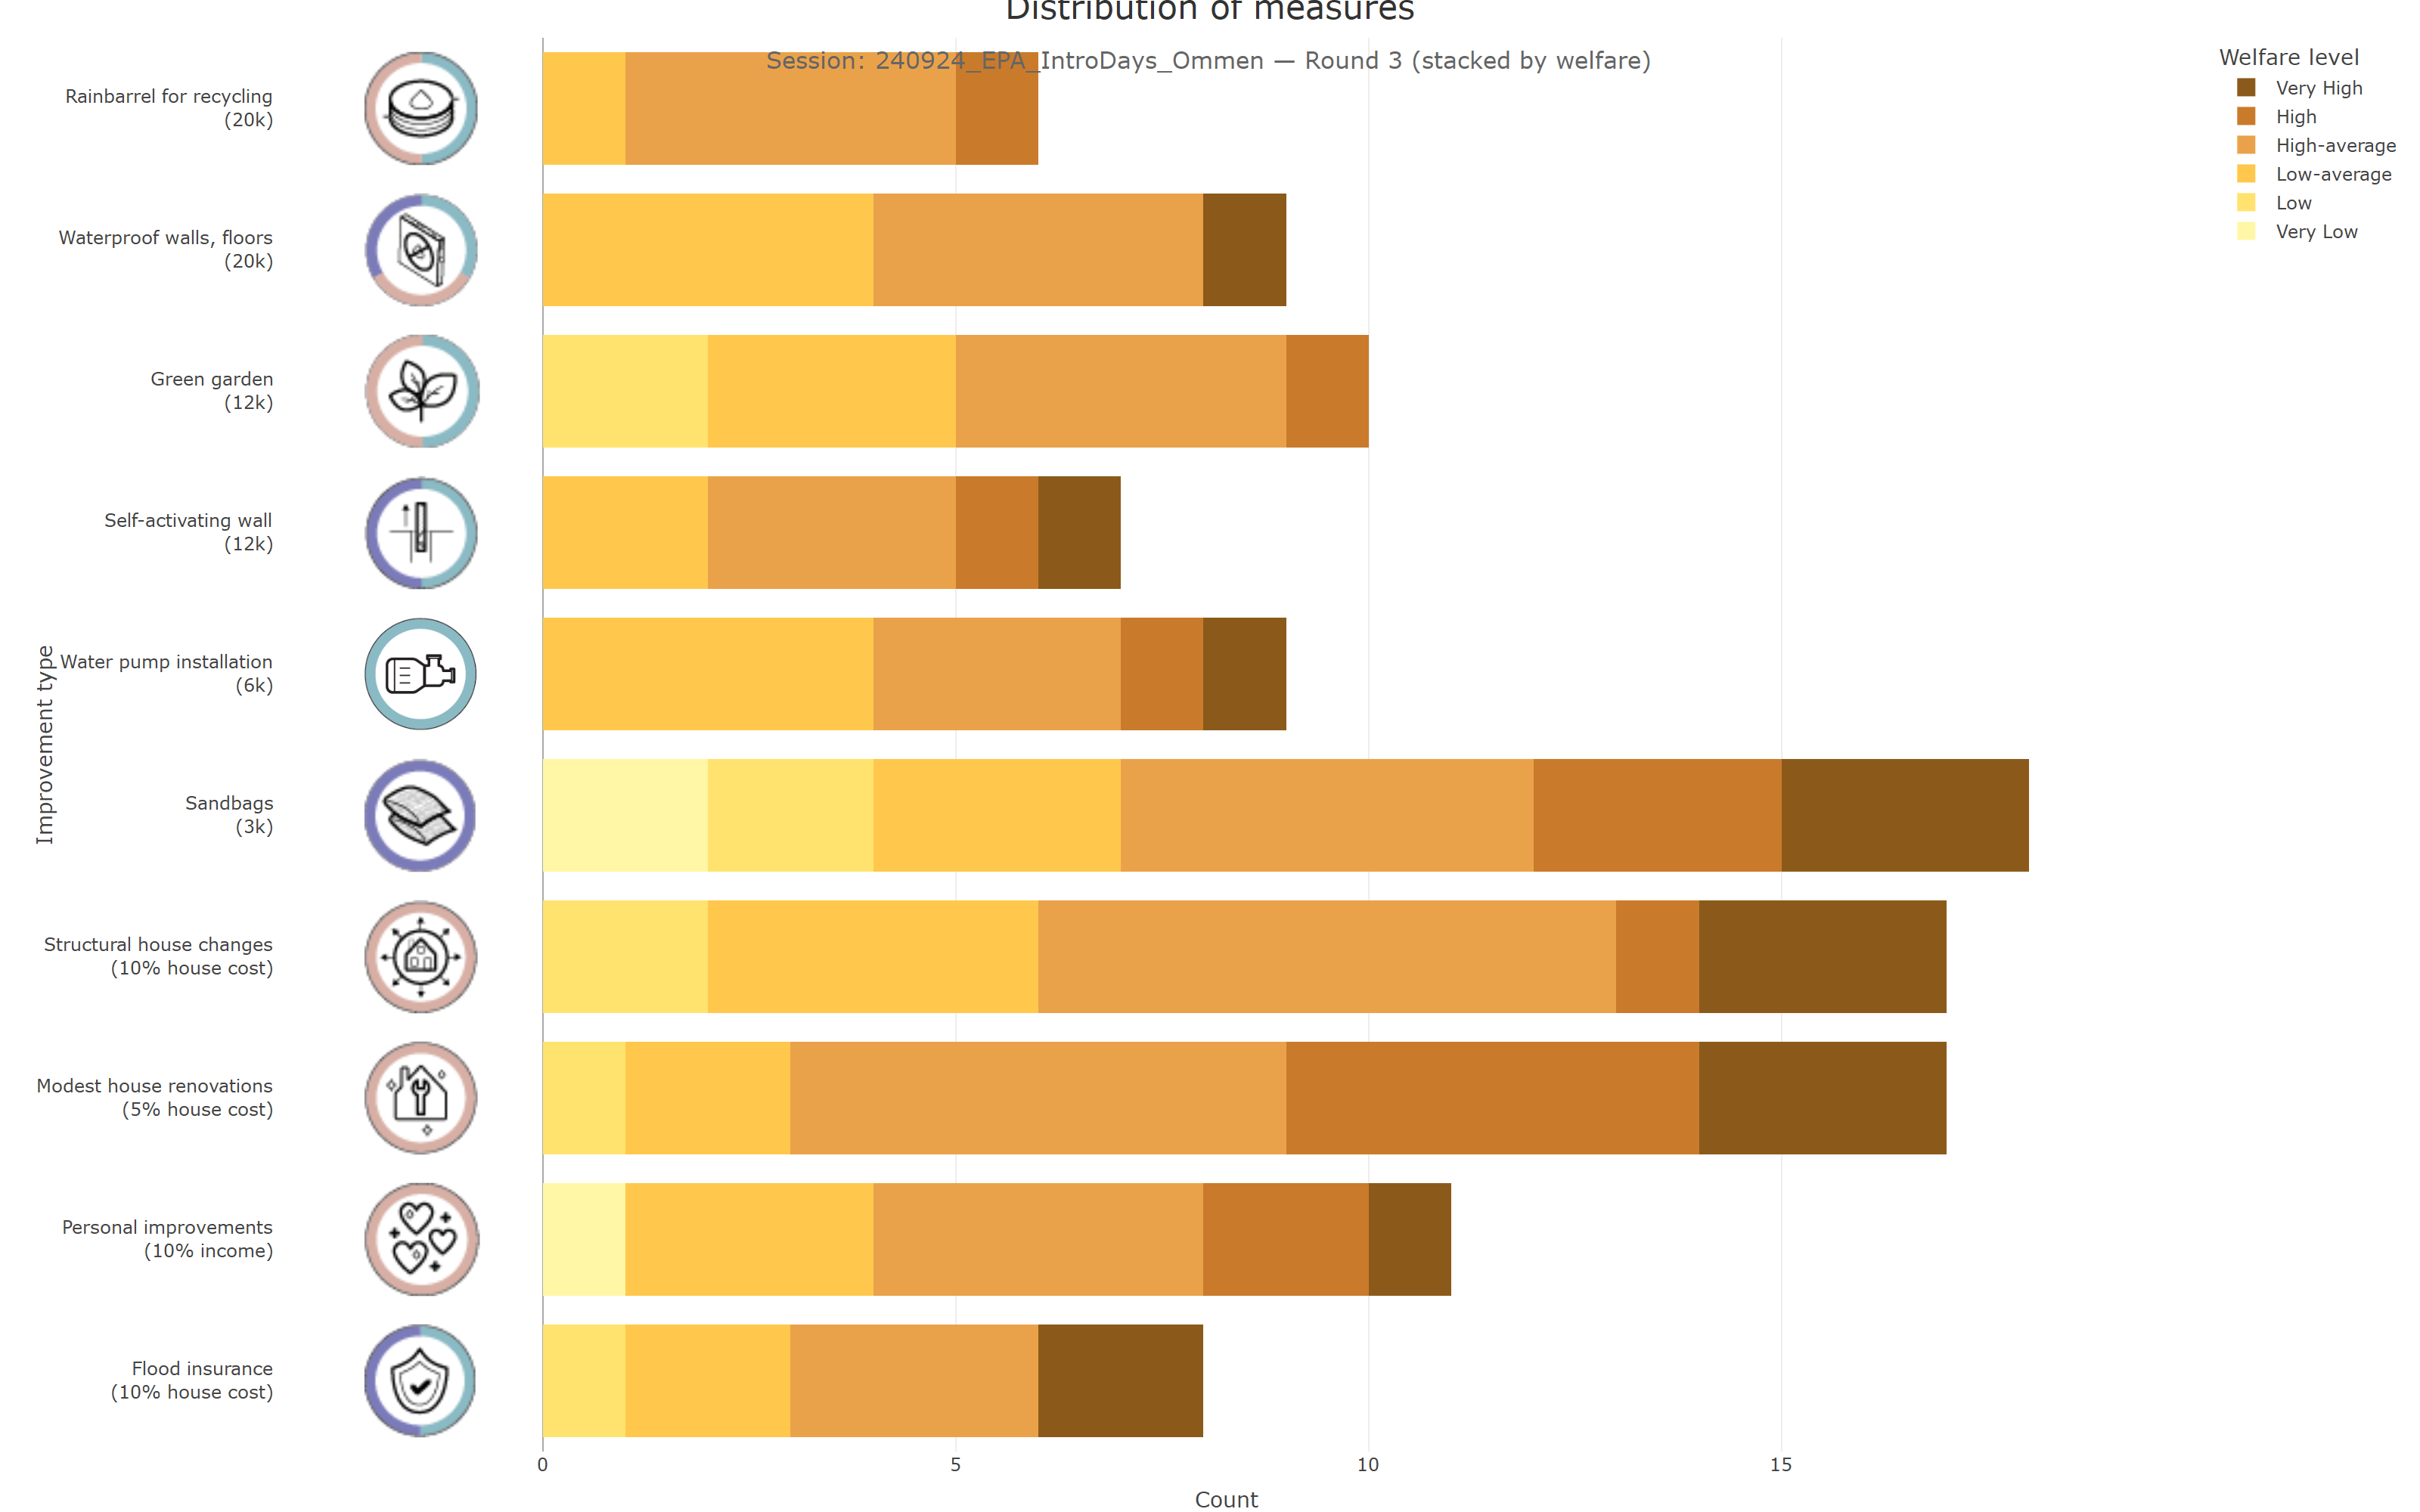 Distribution of measures
Session: 240924_EPA_IntroDays_Ommen — Round 3 (stacked by welfare)
Welfare level
Very High
High
High-average
Low-average
Low
Very Low
Improvement type
Rainbarrel for recycling
(20k)
Waterproof walls, floors
(20k)
Green garden
(12k)
Self-activating wall
(12k)
Water pump installation
(6k)
Sandbags
(3k)
Structural house changes
(10% house cost)
Modest house renovations
(5% house cost)
Personal improvements
(10% income)
Flood insurance
(10% house cost)
0 5 10 15
Count